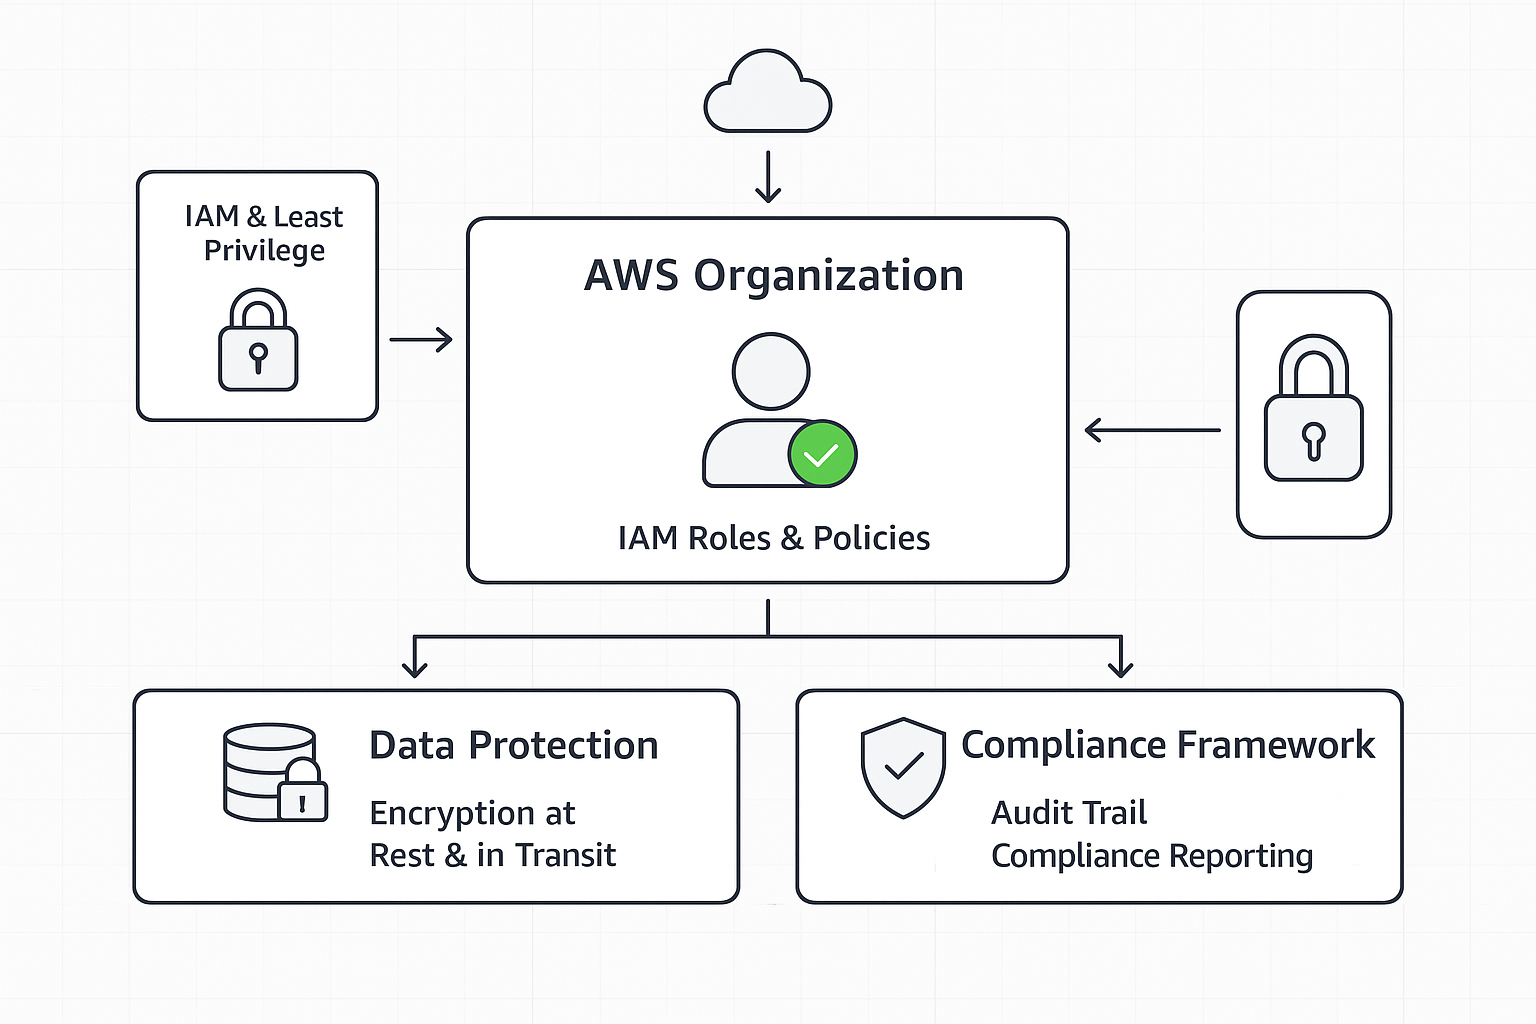 IAM & Least
Privilege
AWS Organization
IAM Roles & Policies
Data Protection
Encryption at
Rest & in Transit
Compliance Framework
Audit Trail
Compliance Reporting